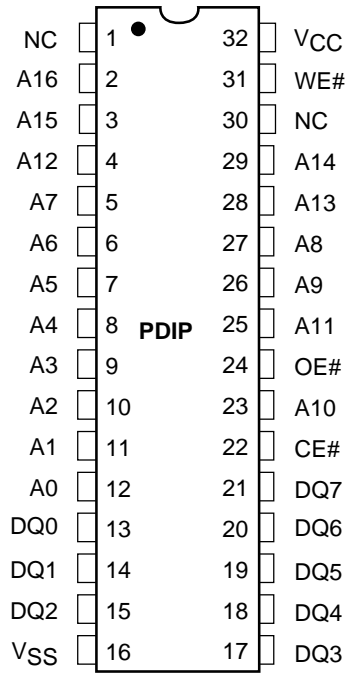 NC 1 32 VCC
A16 2 31 WE#
A15 3 30 NC
A12 4 29 A14
A7 5 28 A13
A6 6 27 A8
A5 7 26 A9
A4 8 PDIP 25 A11
A3 9 24 OE#
A2 10 23 A10
A1 11 22 CE#
A0 12 21 DQ7
DQ0 13 20 DQ6
DQ1 14 19 DQ5
DQ2 15 18 DQ4
VSS 16 17 DQ3